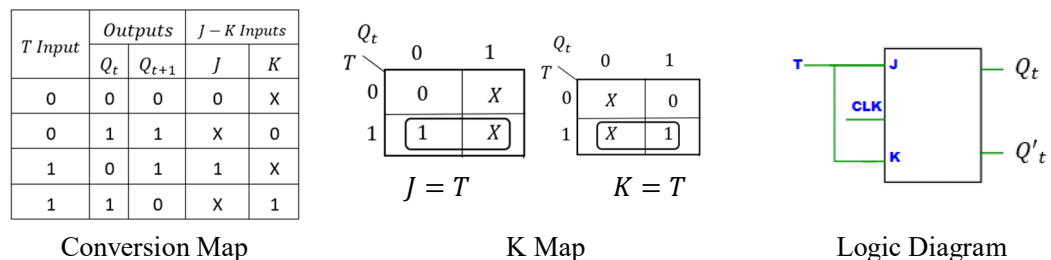 T Input Outputs J – K Inputs
Q_t Q_{t+1} J K
0 0 0 0 X
0 1 1 X 0
1 0 1 1 X
1 1 0 X 1
Conversion Map
Q_t
T 0 1
0 0 X
1 1 X
J = T
Q_t
T 0 1
0 X 0
1 X 1
K = T
K Map
T J Q_t
CLK
K Q'_t
Logic Diagram